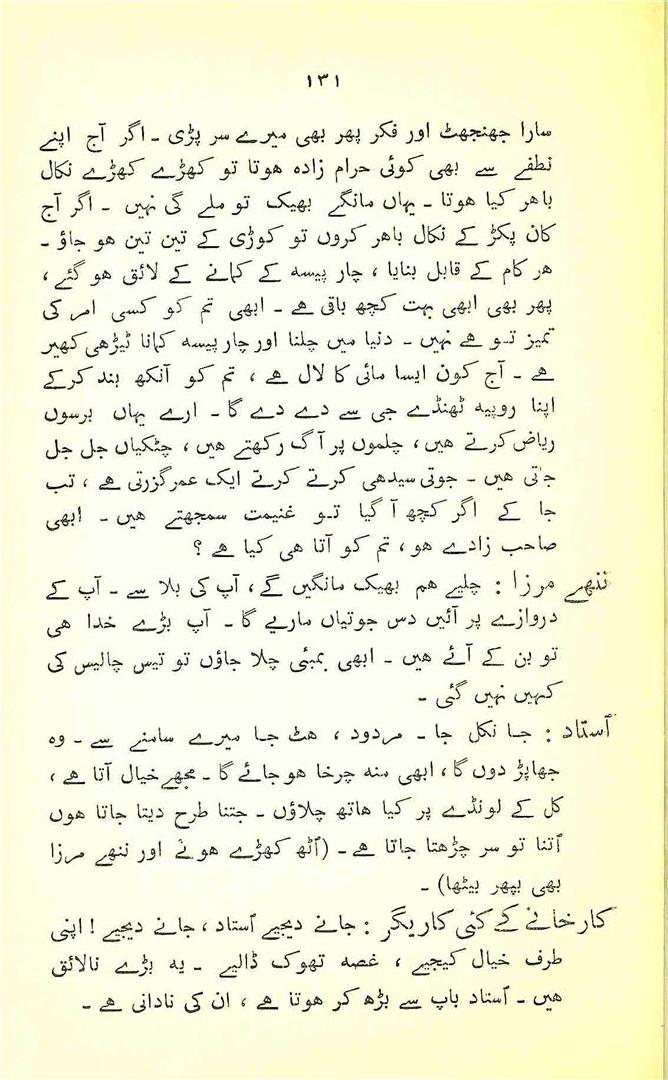 ۱۳۱
سارا جھنجھٹ اور فکر پھر بھی میرے سر پڑی ۔ اگر آج اپنے
نطفے سے بھی کوئی حرام زادہ ہوتا تو کھڑے کھڑے نکال
باہر کیا ہوتا ۔ یہاں مانگے بھیک تو ملے گی نہیں ۔ اگر آج
کان پکڑ کے نکال باہر کروں تو کوڑی کے تین تین ہو جاؤ ۔
ہر کام کے قابل بنایا ، چار پیسہ کے کمانے کے لائق ہو گئے ،
پھر بھی ابھی بہت کچھ باقی ہے ۔ ابھی تم کو کسی امر کی
تمیز تو ہے نہیں ۔ دنیا میں چلنا اور چار پیسہ کمانا ٹیڑھی کھیر
ہے ۔ آج کون ایسا مائی کا لال ہے ، تم کو آنکھ بند کرکے
اپنا روپیہ ٹھنڈے جی سے دے دے گا ۔ ارے یہاں برسوں
ریاض کرتے ہیں ، چلموں پر آگ رکھتے ہیں ، چٹکیاں جل جل
جاتی ہیں ۔ جوتی سیدھی کرتے کرتے ایک عمر گزرتی ہے ، تب
جا کے اگر کچھ آ گیا تو غنیمت سمجھتے ہیں ۔ ابھی
صاحب زادے ہو ، تم کو آتا ہی کیا ہے ؟
ننھے مرزا : چلیے ہم بھیک مانگیں گے ، آپ کی بلا سے ۔ آپ کے
دروازے پر آئیں دس جوتیاں ماریے گا ۔ آپ بڑے خدا ہی
تو بن کے آئے ہیں ۔ ابھی بمبئی چلا جاؤں تو تیس چالیس کی
کہیں نہیں گئی ۔
اُستاد : جا نکل جا ۔ مردود ، ہٹ جا میرے سامنے سے ۔ وہ
جھاپڑ دوں گا ، ابھی منہ چرخا ہو جائے گا ۔ مجھے خیال آتا ہے ،
کل کے لونڈے پر کیا ہاتھ چلاؤں ۔ جتنا طرح دیتا جاتا ہوں
اُتنا تو سر چڑھتا جاتا ہے ۔ (اُٹھ کھڑے ہوئے اور ننھے مرزا
بھی بپھر بیٹھا) ۔
کارخانے کے کئی کاریگر : جانے دیجیے اُستاد ، جانے دیجیے ! اپنی
طرف خیال کیجیے ، غصہ تھوک ڈالیے ۔ یہ بڑے نالائق
ہیں ۔ اُستاد باپ سے بڑھ کر ہوتا ہے ، ان کی نادانی ہے ۔